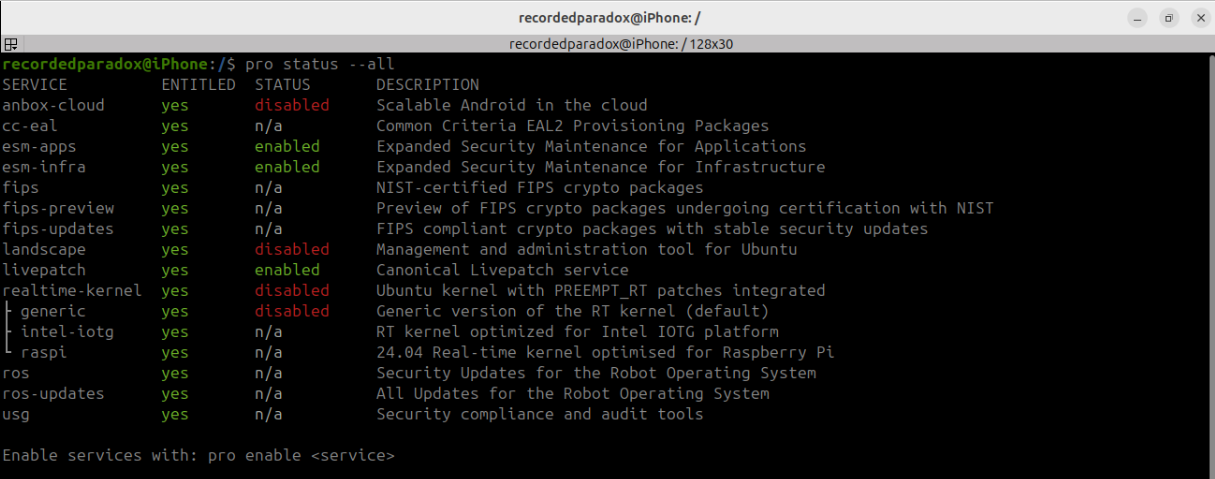 recordedparadox@iPhone: /
recordedparadox@iPhone: / 128x30
recordedparadox@iPhone:/$ pro status --all
SERVICE          ENTITLED  STATUS       DESCRIPTION
anbox-cloud      yes       disabled     Scalable Android in the cloud
cc-eal           yes       n/a          Common Criteria EAL2 Provisioning Packages
esm-apps         yes       enabled      Expanded Security Maintenance for Applications
esm-infra        yes       enabled      Expanded Security Maintenance for Infrastructure
fips             yes       n/a          NIST-certified FIPS crypto packages
fips-preview     yes       n/a          Preview of FIPS crypto packages undergoing certification with NIST
fips-updates     yes       n/a          FIPS compliant crypto packages with stable security updates
landscape        yes       disabled     Management and administration tool for Ubuntu
livepatch        yes       enabled      Canonical Livepatch service
realtime-kernel  yes       disabled     Ubuntu kernel with PREEMPT_RT patches integrated
├ generic        yes       disabled     Generic version of the RT kernel (default)
├ intel-iotg     yes       n/a          RT kernel optimized for Intel IOTG platform
└ raspi          yes       n/a          24.04 Real-time kernel optimised for Raspberry Pi
ros              yes       n/a          Security Updates for the Robot Operating System
ros-updates      yes       n/a          All Updates for the Robot Operating System
usg              yes       n/a          Security compliance and audit tools
Enable services with: pro enable <service>